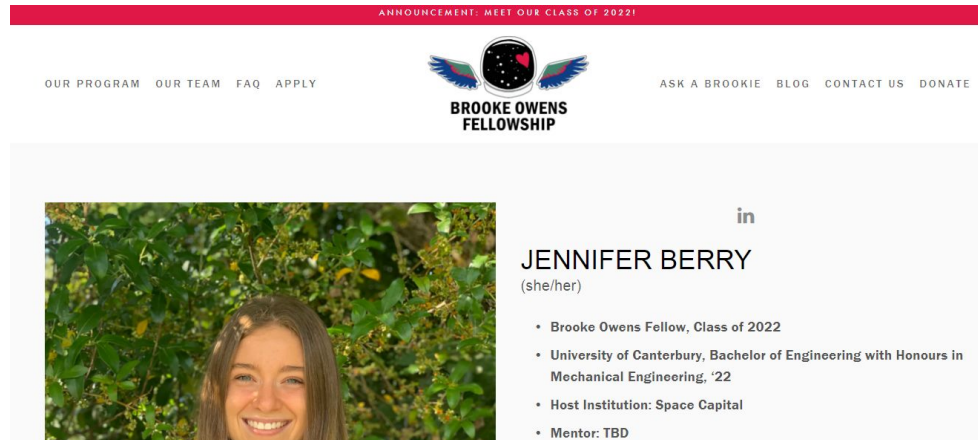 ANNOUNCEMENT: MEET OUR CLASS OF 2022!
OUR PROGRAM OUR TEAM FAQ APPLY
BROOKE OWENS
FELLOWSHIP
ASK A BROOKIE BLOG CONTACT US DONATE
in
JENNIFER BERRY
(she/her)
• Brooke Owens Fellow, Class of 2022
• University of Canterbury, Bachelor of Engineering with Honours in
Mechanical Engineering, ‘22
• Host Institution: Space Capital
• Mentor: TBD